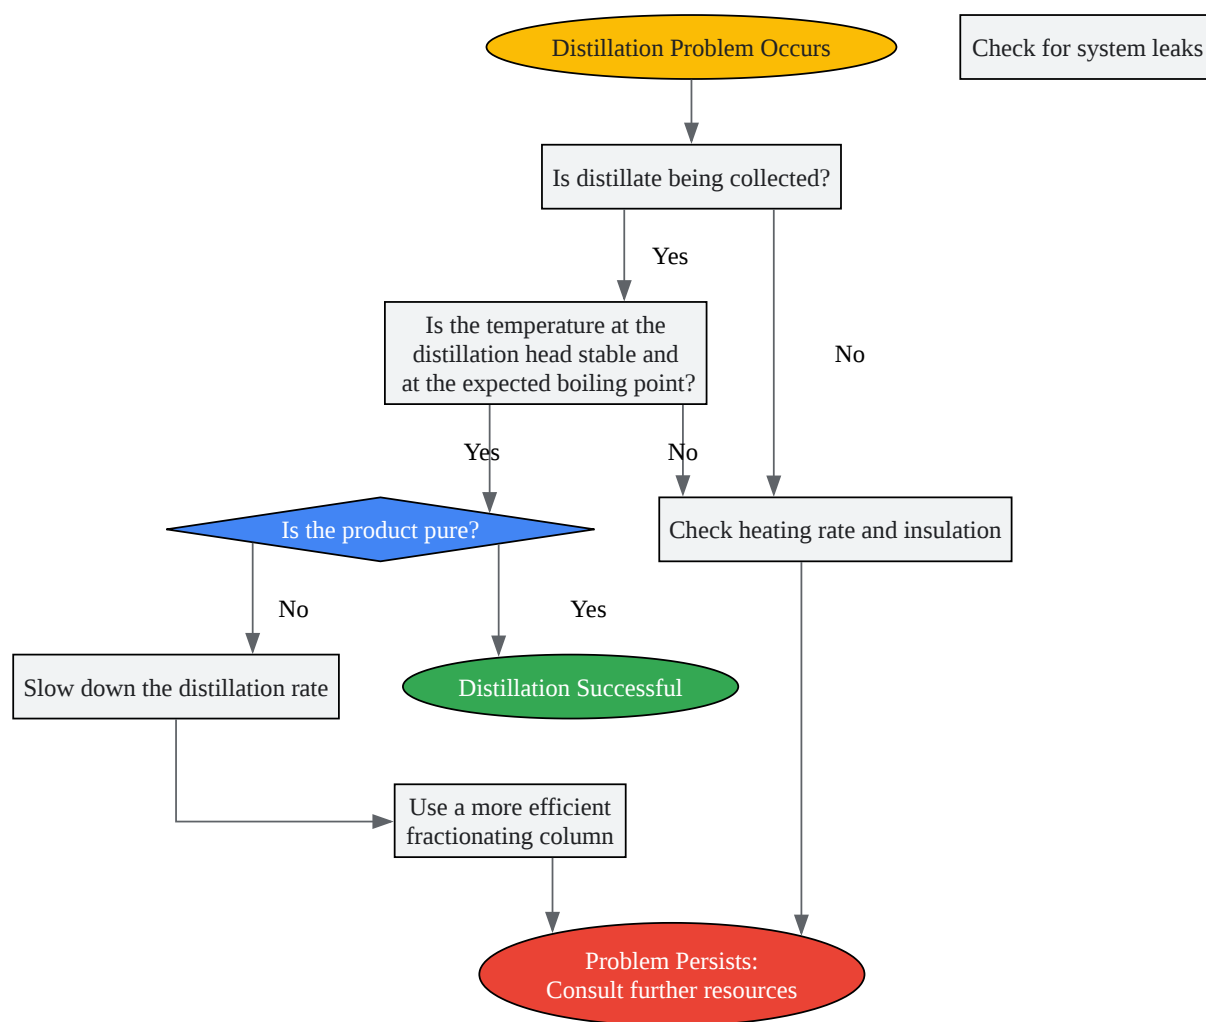 Distillation Problem Occurs
Check for system leaks
Is distillate being collected?
Yes
Is the temperature at the
distillation head stable and
at the expected boiling point?
No
Yes
No
Is the product pure?
Check heating rate and insulation
No
Yes
Slow down the distillation rate
Distillation Successful
Use a more efficient
fractionating column
Problem Persists:
Consult further resources